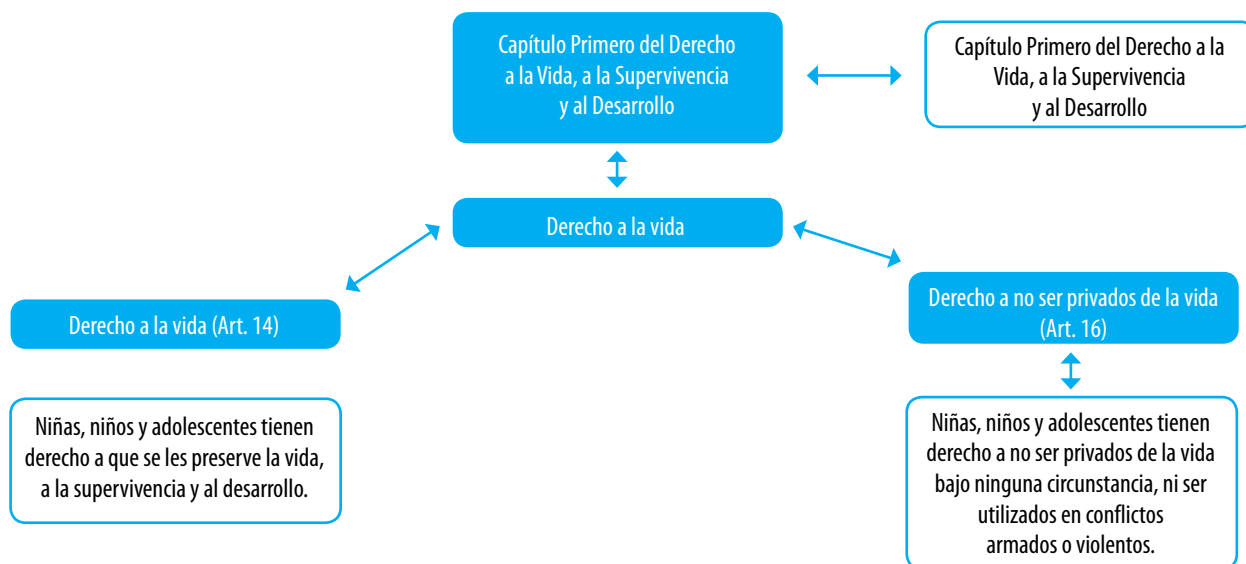 Capítulo Primero del Derecho
a la Vida, a la Supervivencia
y al Desarrollo
Capítulo Primero del Derecho a la
Vida, a la Supervivencia
y al Desarrollo
Derecho a la vida
Derecho a la vida (Art. 14)
Derecho a no ser privados de la vida
(Art. 16)
Niñas, niños y adolescentes tienen
derecho a que se les preserve la vida,
a la supervivencia y al desarrollo.
Niñas, niños y adolescentes tienen
derecho a no ser privados de la vida
bajo ninguna circunstancia, ni ser
utilizados en conflictos
armados o violentos.